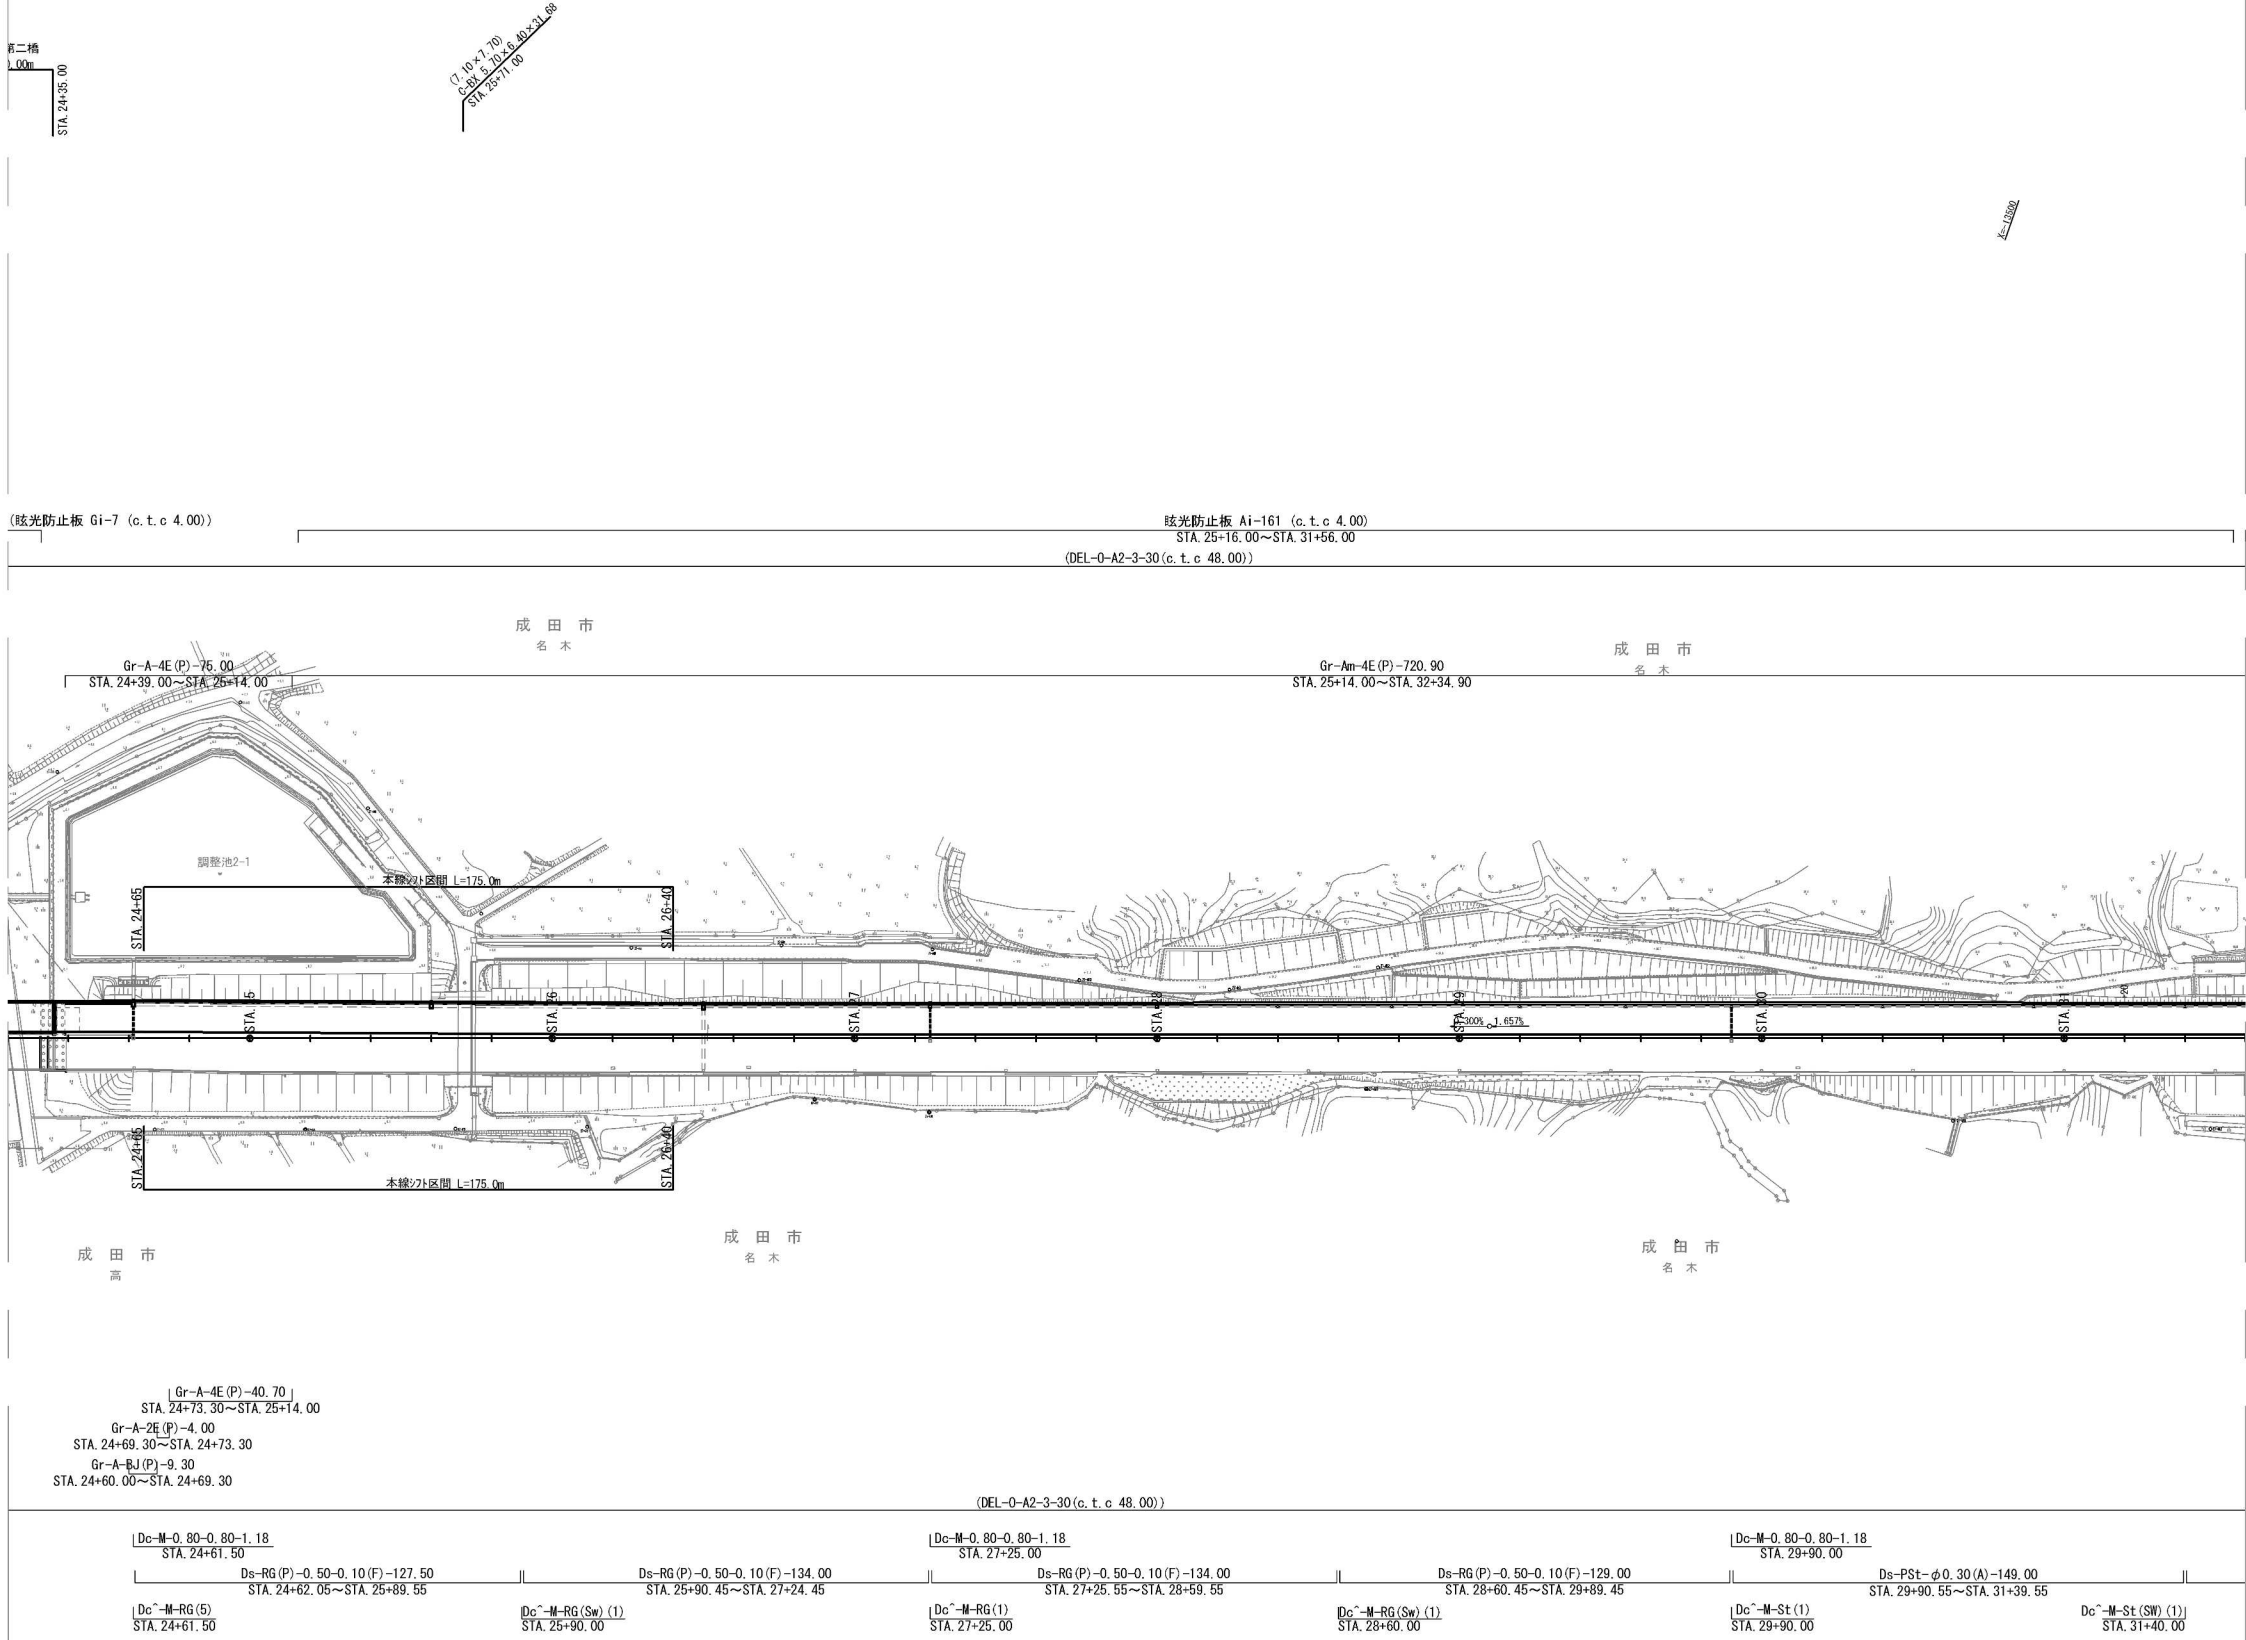 第二橋
0.00m
STA.24+35.00
(7.10×7.70)
C-BX 5.70×6.40×31.68
STA.25+71.00
X=-13500
(眩光防止板 Gi-7 (c.t.c 4.00))
眩光防止板 Ai-161 (c.t.c 4.00)
STA.25+16.00～STA.31+56.00
(DEL-O-A2-3-30(c.t.c 48.00))
成 田 市
名 木
成 田 市
名 木
Gr-A-4E(P)-75.00
STA.24+39.00～STA.25+14.00
Gr-Am-4E(P)-720.90
STA.25+14.00～STA.32+34.90
調整池2-1
本線ｼﾌﾄ区間 L=175.0m
STA.24+65
STA.26+40
STA.25
STA.26
STA.27
STA.28
STA.29
STA.30
STA.31
+20
1.657%
STA.24+65
STA.26+40
本線ｼﾌﾄ区間 L=175.0m
成 田 市
高
成 田 市
名 木
成 田 市
名 木
Gr-A-4E(P)-40.70
STA.24+73.30～STA.25+14.00
Gr-A-2E(P)-4.00
STA.24+69.30～STA.24+73.30
Gr-A-BJ(P)-9.30
STA.24+60.00～STA.24+69.30
(DEL-O-A2-3-30(c.t.c 48.00))
Dc-M-0.80-0.80-1.18
STA.24+61.50
Dc-M-0.80-0.80-1.18
STA.27+25.00
Dc-M-0.80-0.80-1.18
STA.29+90.00
Ds-RG(P)-0.50-0.10(F)-127.50
STA.24+62.05～STA.25+89.55
Ds-RG(P)-0.50-0.10(F)-134.00
STA.25+90.45～STA.27+24.45
Ds-RG(P)-0.50-0.10(F)-134.00
STA.27+25.55～STA.28+59.55
Ds-RG(P)-0.50-0.10(F)-129.00
STA.28+60.45～STA.29+89.45
Ds-PSt-φ0.30(A)-149.00
STA.29+90.55～STA.31+39.55
Dc^-M-RG(5)
STA.24+61.50
Dc^-M-RG(Sw)(1)
STA.25+90.00
Dc^-M-RG(1)
STA.27+25.00
Dc^-M-RG(Sw)(1)
STA.28+60.00
Dc^-M-St(1)
STA.29+90.00
Dc^-M-St(SW)(1)
STA.31+40.00